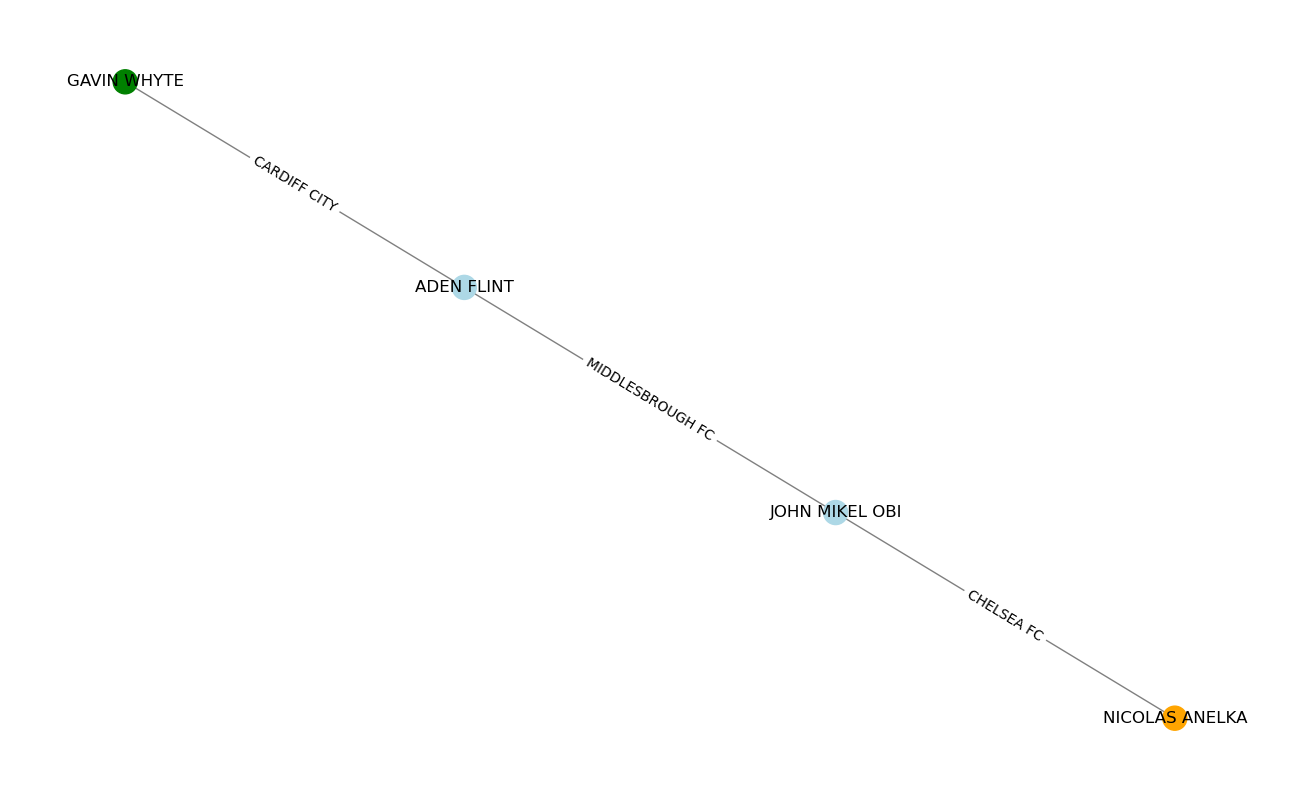 GAVIN WHYTE
CARDIFF CITY
ADEN FLINT
MIDDLESBROUGH FC
JOHN MIKEL OBI
CHELSEA FC
NICOLAS ANELKA